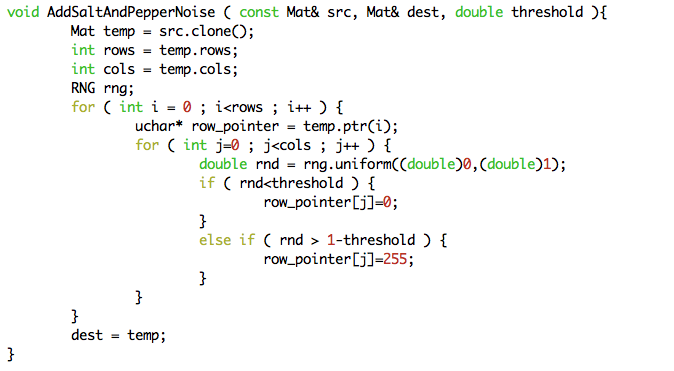 void AddSaltAndPepperNoise ( const Mat& src, Mat& dest, double threshold ){
        Mat temp = src.clone();
        int rows = temp.rows;
        int cols = temp.cols;
        RNG rng;
        for ( int i = 0 ; i<rows ; i++ ) {
                uchar* row_pointer = temp.ptr(i);
                for ( int j=0 ; j<cols ; j++ ) {
                        double rnd = rng.uniform((double)0,(double)1);
                        if ( rnd<threshold ) {
                                row_pointer[j]=0;
                        }
                        else if ( rnd > 1-threshold ) {
                                row_pointer[j]=255;
                        }
                }
        }
        dest = temp;
}